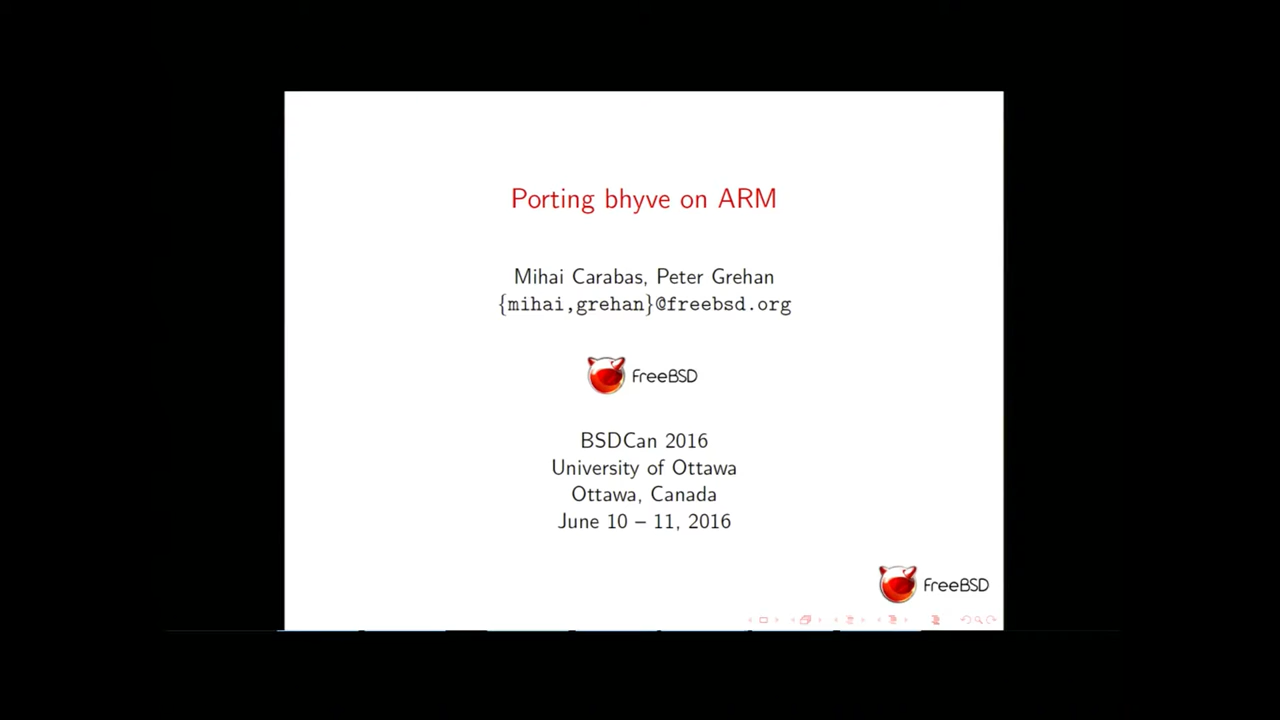 Porting bhyve on ARM
Mihai Carabas, Peter Grehan
{mihai,grehan}@freebsd.org
FreeBSD
BSDCan 2016
University of Ottawa
Ottawa, Canada
June 10 – 11, 2016
FreeBSD